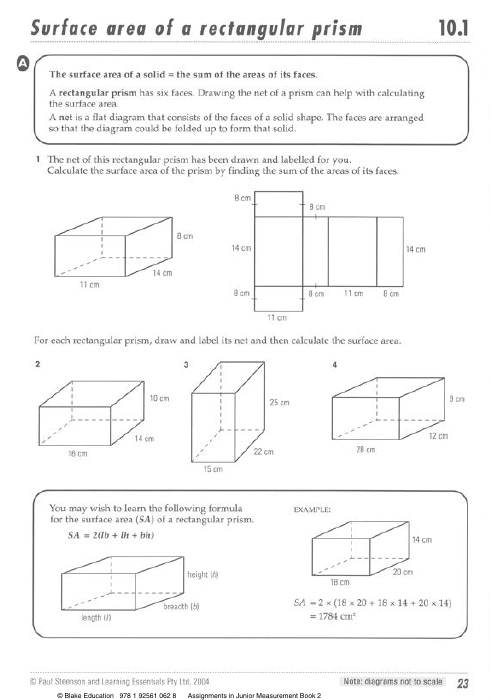 Surface area of a rectangular prism 10.1
A
The surface area of a solid = the sum of the areas of its faces.
A rectangular prism has six faces. Drawing the net of a prism can help with calculating
the surface area.
A net is a flat diagram that consists of the faces of a solid shape. The faces are arranged
so that the diagram could be folded up to form that solid.
1 The net of this rectangular prism has been drawn and labelled for you.
Calculate the surface area of the prism by finding the sum of the areas of its faces.
8 cm
14 cm
11 cm
8 cm
8 cm
14 cm
14 cm
8 cm
8 cm 11 cm 8 cm
11 cm
For each rectangular prism, draw and label its net and then calculate the surface area.
2
10 cm
14 cm
18 cm
3
25 cm
22 cm
15 cm
4
9 cm
12 cm
28 cm
You may wish to learn the following formula
for the surface area (SA) of a rectangular prism.
SA = 2(lb + lh + bh)
height (h)
breadth (b)
length (l)
EXAMPLE:
14 cm
20 cm
18 cm
SA = 2 × (18 × 20 + 18 × 14 + 20 × 14)
= 1784 cm²
© Paul Steenson and Learning Essentials Pty Ltd, 2004
Note: diagrams not to scale
23
© Blake Education 978 1 92561 062 8 Assignments in Junior Measurement Book 2